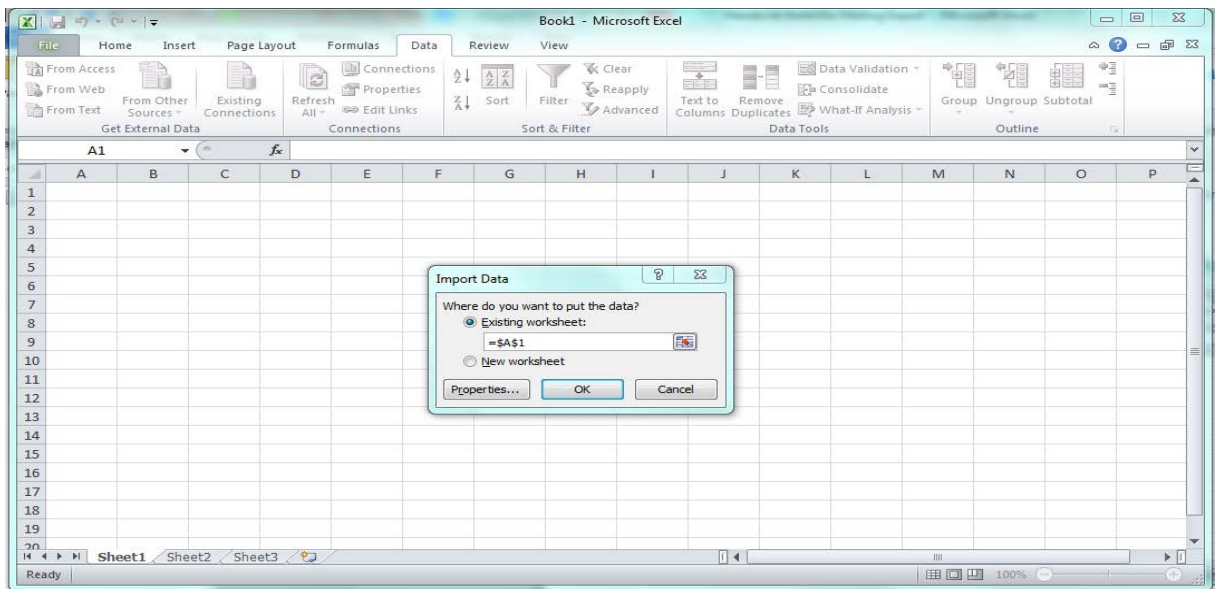 Book1 - Microsoft Excel
File Home Insert Page Layout Formulas Data Review View
From Access
From Web
From Text
From Other Sources
Existing Connections
Get External Data
Refresh All
Connections
Properties
Edit Links
Connections
Sort
Filter
Clear
Reapply
Advanced
Sort & Filter
Text to Columns
Remove Duplicates
Data Validation
Consolidate
What-If Analysis
Data Tools
Group
Ungroup
Subtotal
Outline
A1 fx
A B C D E F G H I J K L M N O P
1
2
3
4
5
6
7
8
9
10
11
12
13
14
15
16
17
18
19
20
Import Data
Where do you want to put the data?
Existing worksheet:
=$A$1
New worksheet
Properties... OK Cancel
Sheet1 Sheet2 Sheet3
Ready 100%